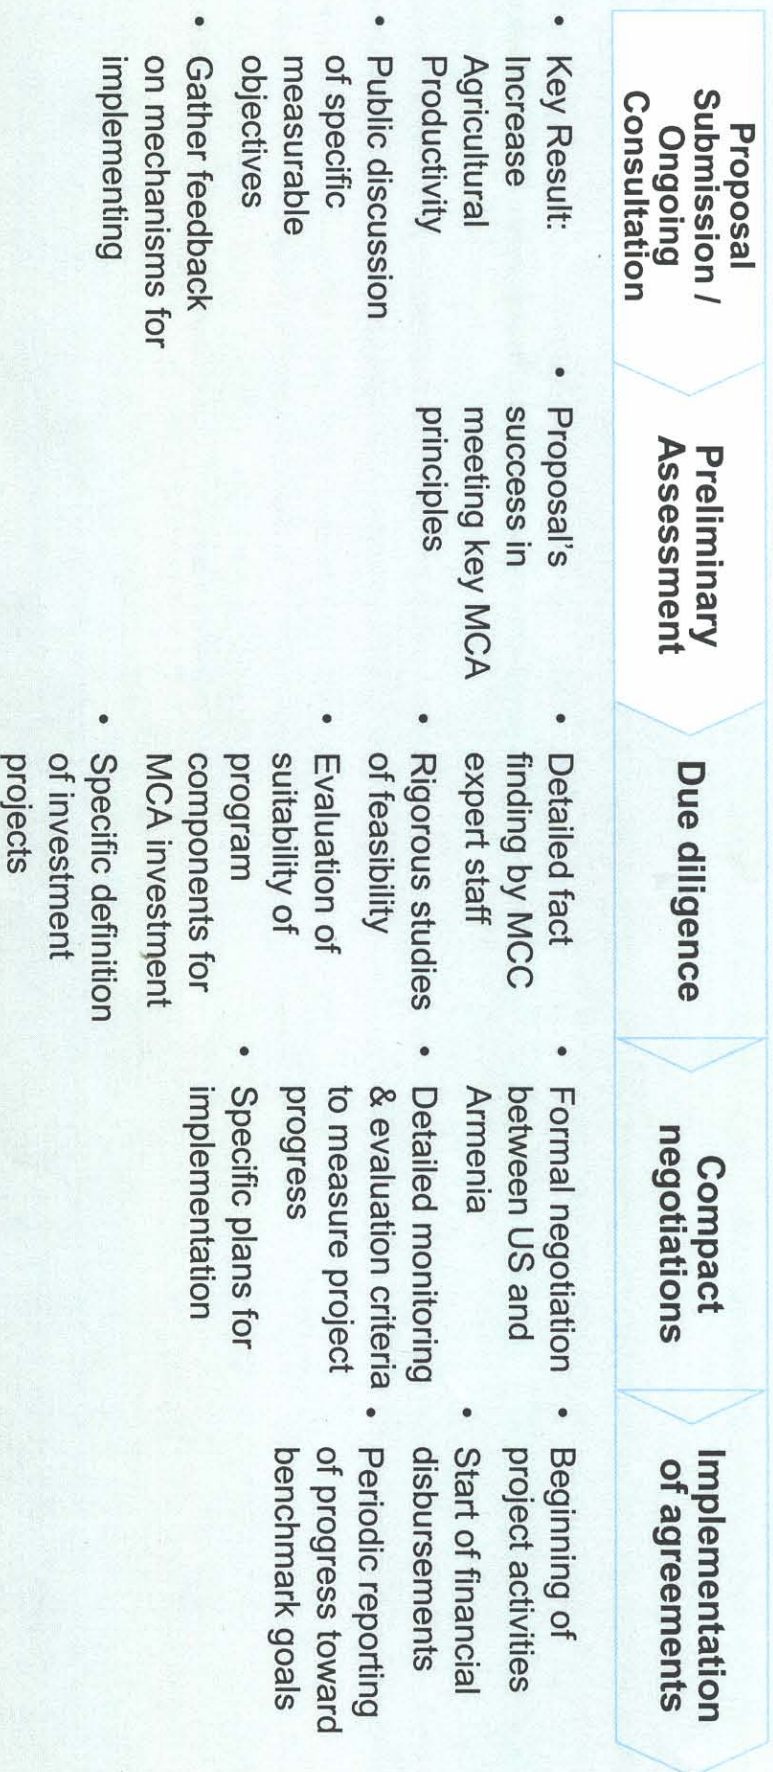 Proposal
Submission /
Ongoing
Consultation
• Key Result:
Increase
Agricultural
Productivity
• Public discussion
of specific
measurable
objectives
• Gather feedback
on mechanisms for
implementing
Preliminary
Assessment
• Proposal's
success in
meeting key MCA
principles
Due diligence
• Detailed fact
finding by MCC
expert staff
• Rigorous studies
of feasibility
• Evaluation of
suitability of
program
components for
MCA investment
• Specific definition
of investment
projects
Compact
negotiations
• Formal negotiation
between US and
Armenia
• Detailed monitoring
& evaluation criteria
to measure project
progress
• Specific plans for
implementation
Implementation
of agreements
• Beginning of
project activities
• Start of financial
disbursements
• Periodic reporting
of progress toward
benchmark goals